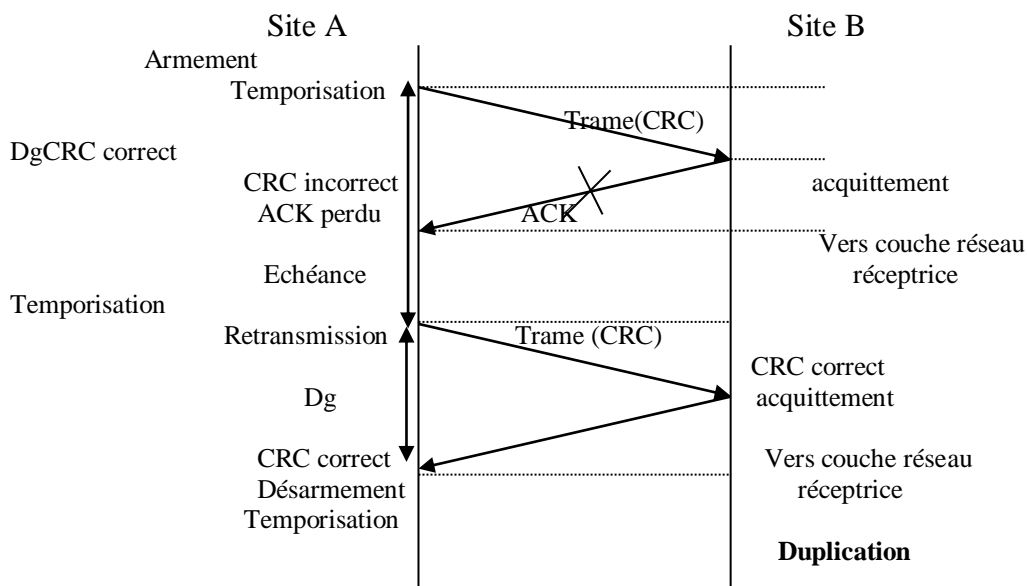 Site A
Site B
Armement
Temporisation
Trame(CRC)
DgCRC correct
CRC incorrect
acquittement
ACK perdu
ACK
Vers couche réseau
réceptrice
Echéance
Temporisation
Retransmission
Trame (CRC)
CRC correct
Dg
acquittement
CRC correct
Vers couche réseau
Désarmement
réceptrice
Temporisation
Duplication